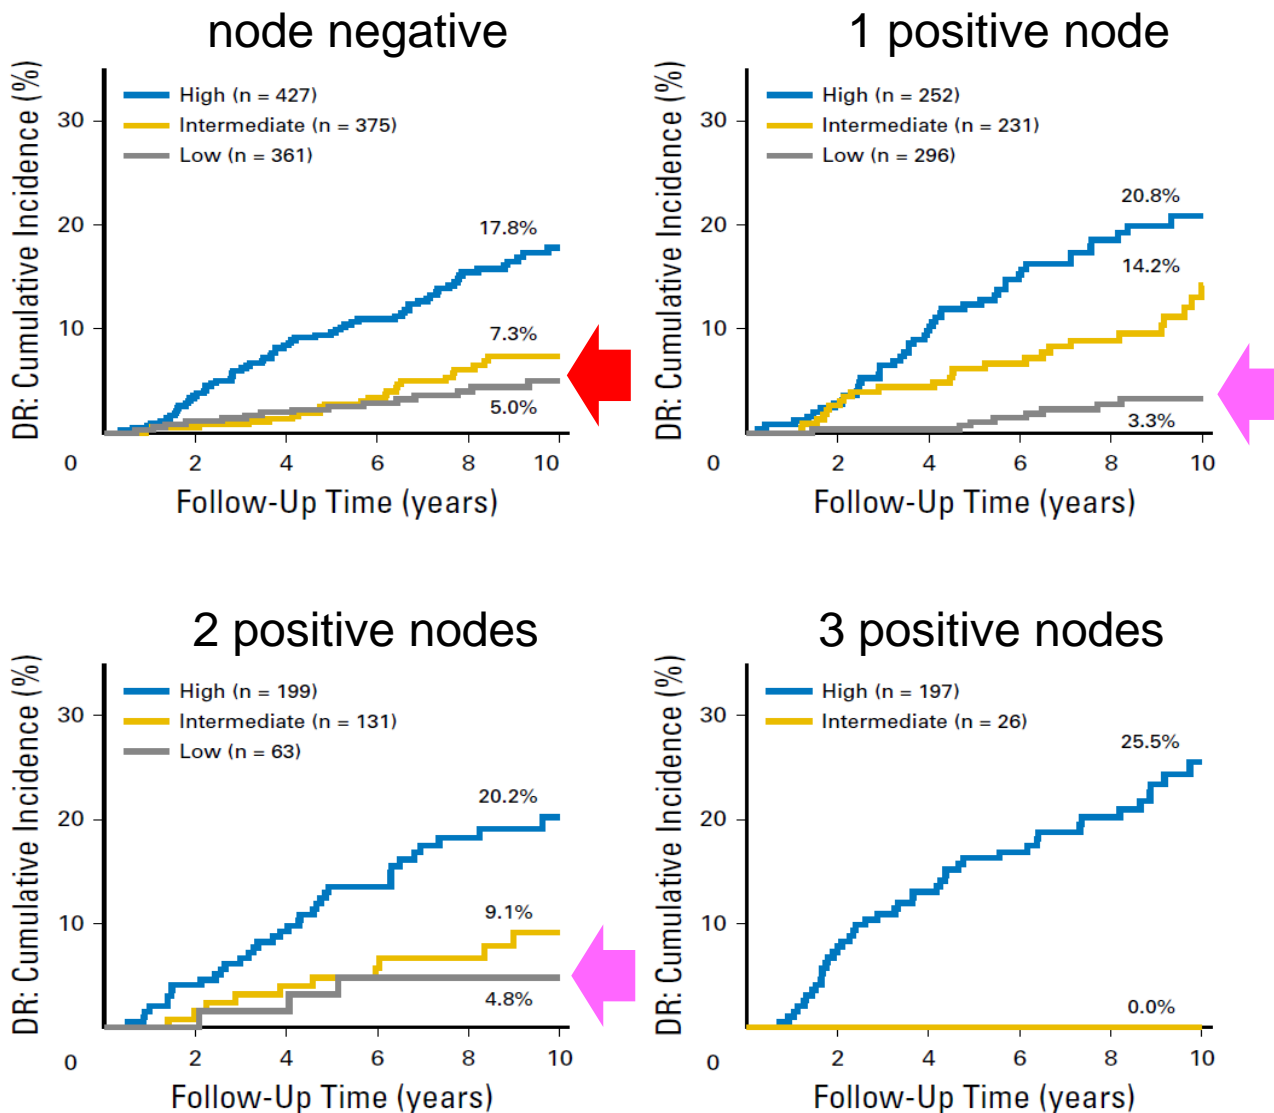 node negative
DR: Cumulative Incidence (%)
High (n = 427)
Intermediate (n = 375)
Low (n = 361)
30
20
10
17.8%
7.3%
5.0%
0 2 4 6 8 10
Follow-Up Time (years)
1 positive node
DR: Cumulative Incidence (%)
High (n = 252)
Intermediate (n = 231)
Low (n = 296)
30
20
10
20.8%
14.2%
3.3%
0 2 4 6 8 10
Follow-Up Time (years)
2 positive nodes
DR: Cumulative Incidence (%)
High (n = 199)
Intermediate (n = 131)
Low (n = 63)
30
20
10
20.2%
9.1%
4.8%
0 2 4 6 8 10
Follow-Up Time (years)
3 positive nodes
DR: Cumulative Incidence (%)
High (n = 197)
Intermediate (n = 26)
30
20
10
25.5%
0.0%
0 2 4 6 8 10
Follow-Up Time (years)